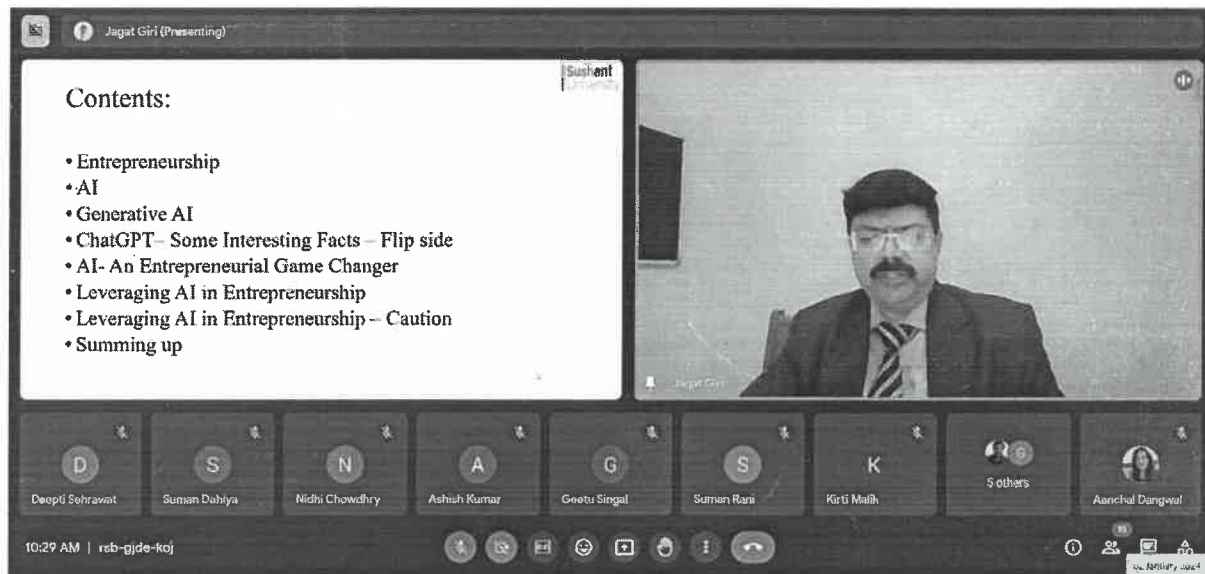 Jagat Giri (Presenting)
Sushant
University
Contents:
• Entrepreneurship
• AI
• Generative AI
• ChatGPT– Some Interesting Facts – Flip side
• AI- An Entrepreneurial Game Changer
• Leveraging AI in Entrepreneurship
• Leveraging AI in Entrepreneurship – Caution
• Summing up
Jagat Giri
D
S
N
A
G
S
K
G
Deepti Sehrawat
Suman Dahiya
Nidhi Chowdhry
Ashish Kumar
Geetu Singal
Suman Rani
Kirti Malik
5 others
Aanchal Dangwal
10:29 AM | rsb-gjde-koj